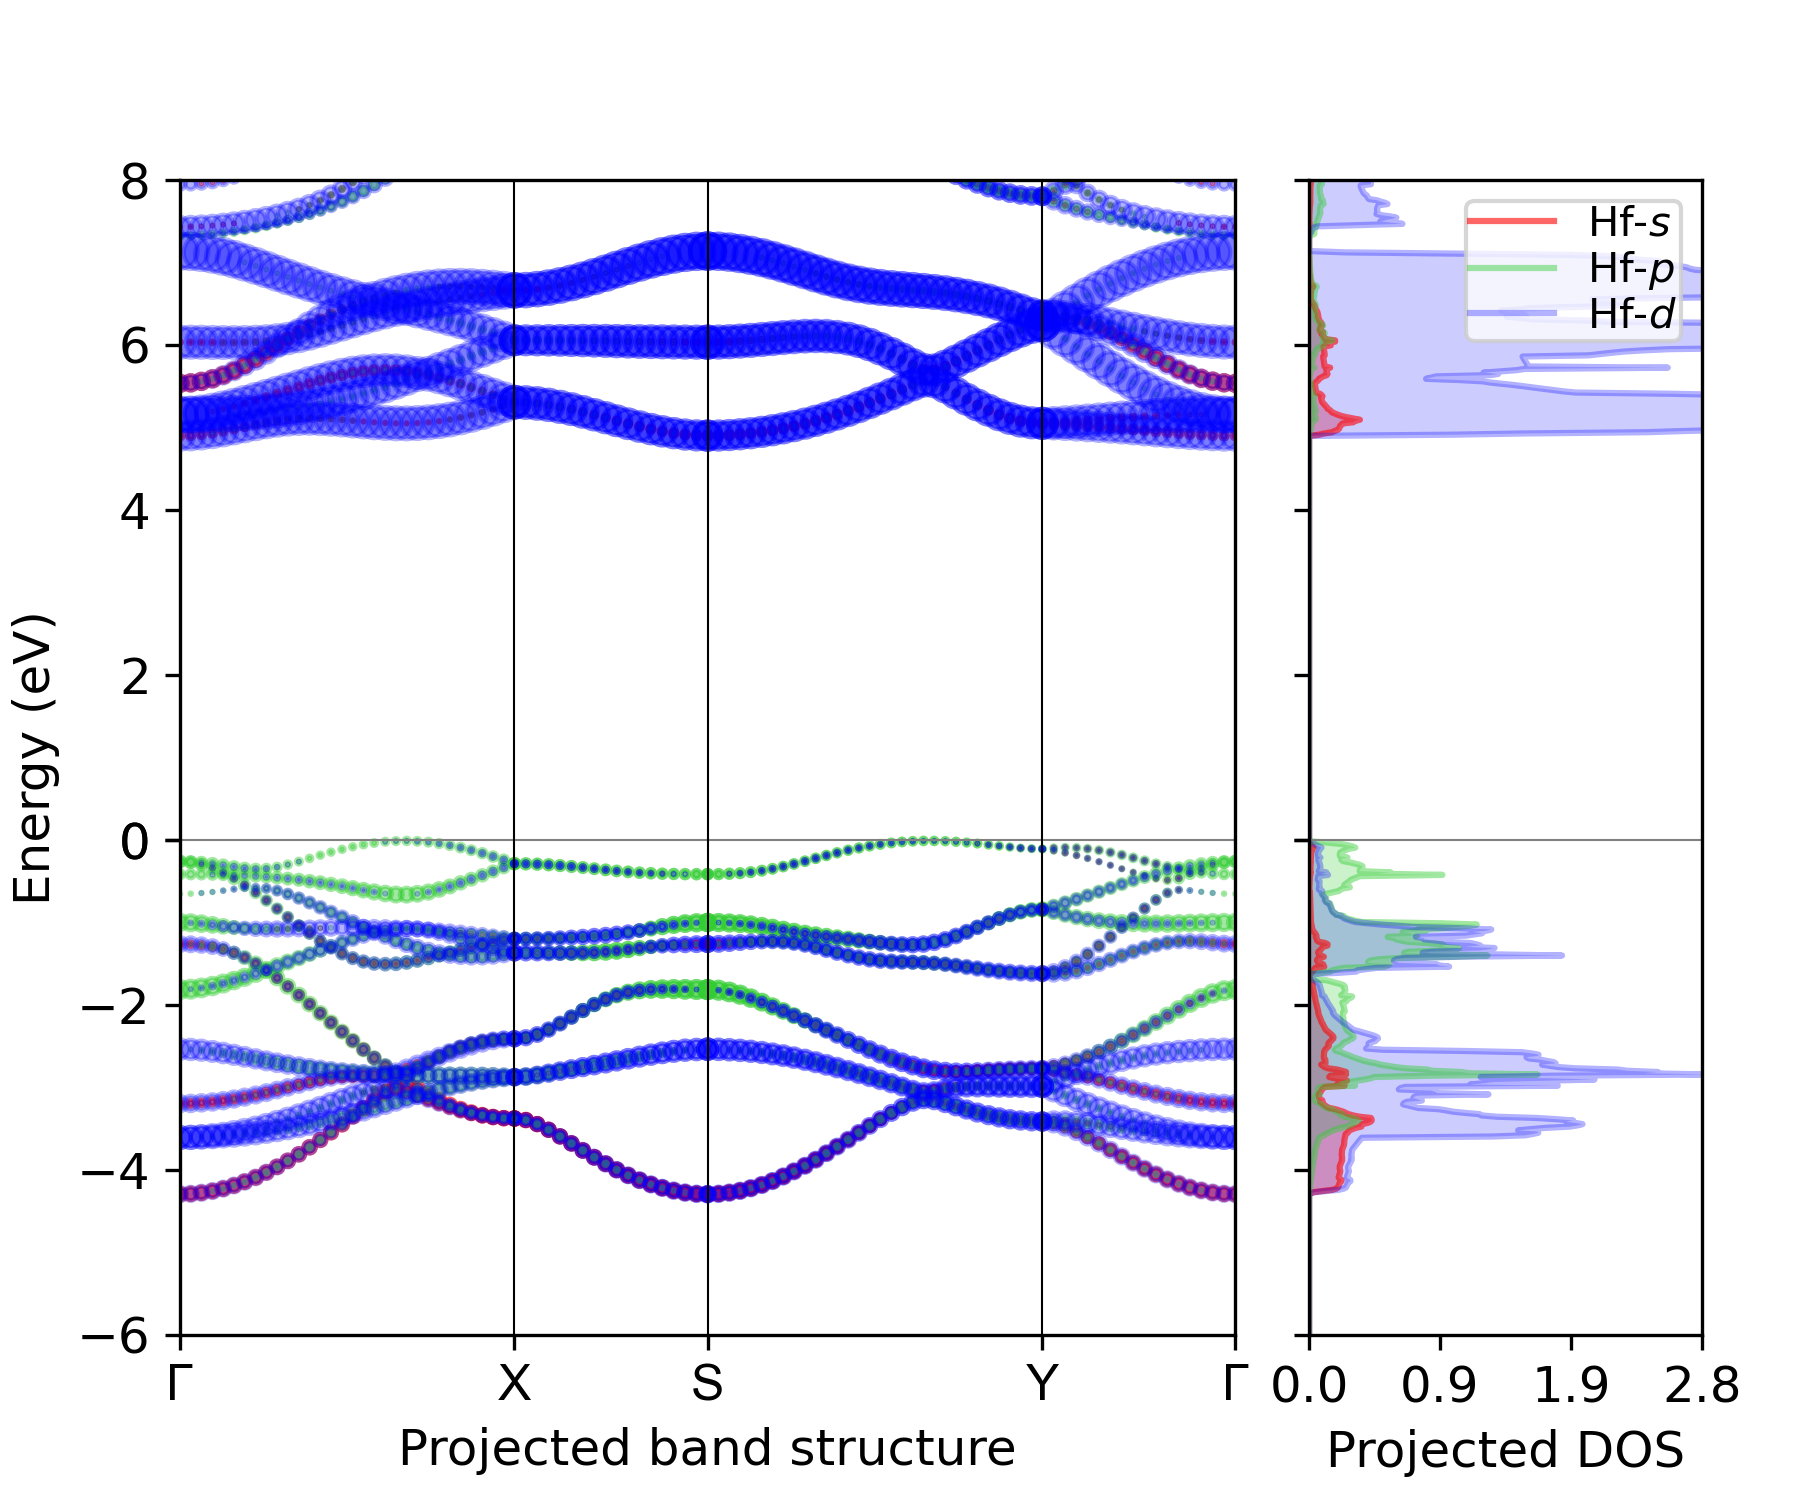 8
6
4
2
0
−2
−4
−6
Energy (eV)
Γ X S Y Γ
Projected band structure
Hf-s
Hf-p
Hf-d
0.0 0.9 1.9 2.8
Projected DOS